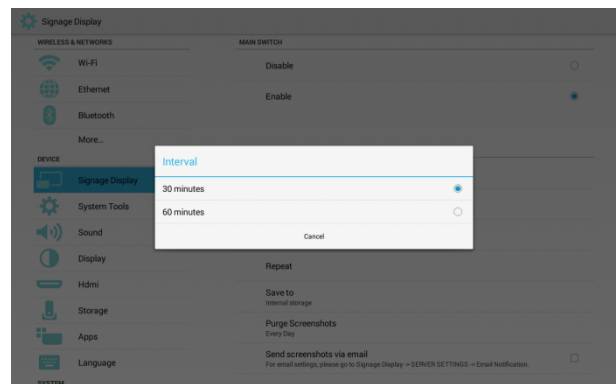 Signage Display
WIRELESS & NETWORKS
Wi-Fi
Ethernet
Bluetooth
More...
DEVICE
Signage Display
System Tools
Sound
Display
Hdmi
Storage
Apps
Language
SYSTEM
MAIN SWITCH
Disable
Enable
Interval
30 minutes
60 minutes
Cancel
Repeat
Save to
Internal storage
Purge Screenshots
Every Day
Send screenshots via email
For email settings, please go to Signage Display -> SERVER SETTINGS -> Email Notification.